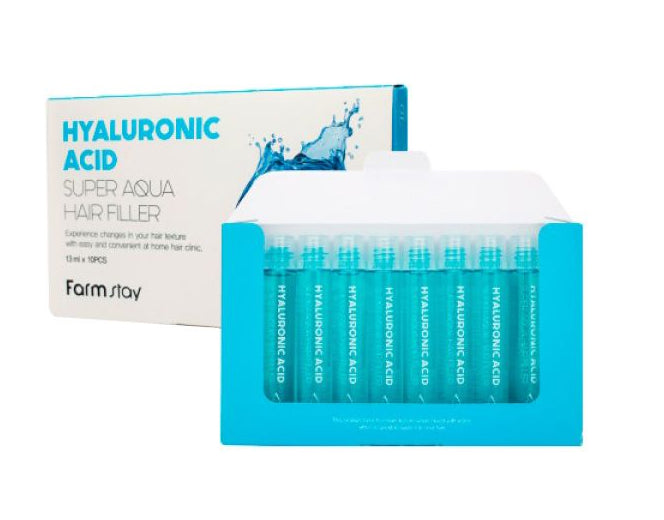 HYALURONIC
ACID
SUPER AQUA
HAIR FILLER
Experience changes in your hair texture
with easy and convenient at home hair clinic.
13 ml x 10PCS
Farm stay
HYALURONIC ACID
HYALURONIC ACID
HYALURONIC ACID
HYALURONIC ACID
HYALURONIC ACID
HYALURONIC ACID
HYALURONIC ACID
HYALURONIC ACID